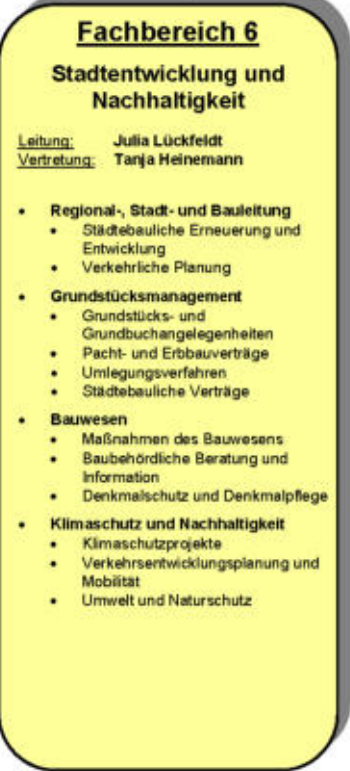 Fachbereich 6
Stadtentwicklung und
Nachhaltigkeit
Leitung: Julia Lückfeldt
Vertretung: Tanja Heinemann
• Regional-, Stadt- und Bauleitung
• Städtebauliche Erneuerung und
Entwicklung
• Verkehrliche Planung
• Grundstücksmanagement
• Grundstücks- und
Grundbuchangelegenheiten
• Pacht- und Erbbauverträge
• Umlegungsverfahren
• Städtebauliche Verträge
• Bauwesen
• Maßnahmen des Bauwesens
• Baubehördliche Beratung und
Information
• Denkmalschutz und Denkmalpflege
• Klimaschutz und Nachhaltigkeit
• Klimaschutzprojekte
• Verkehrsentwicklungsplanung und
Mobilität
• Umwelt und Naturschutz